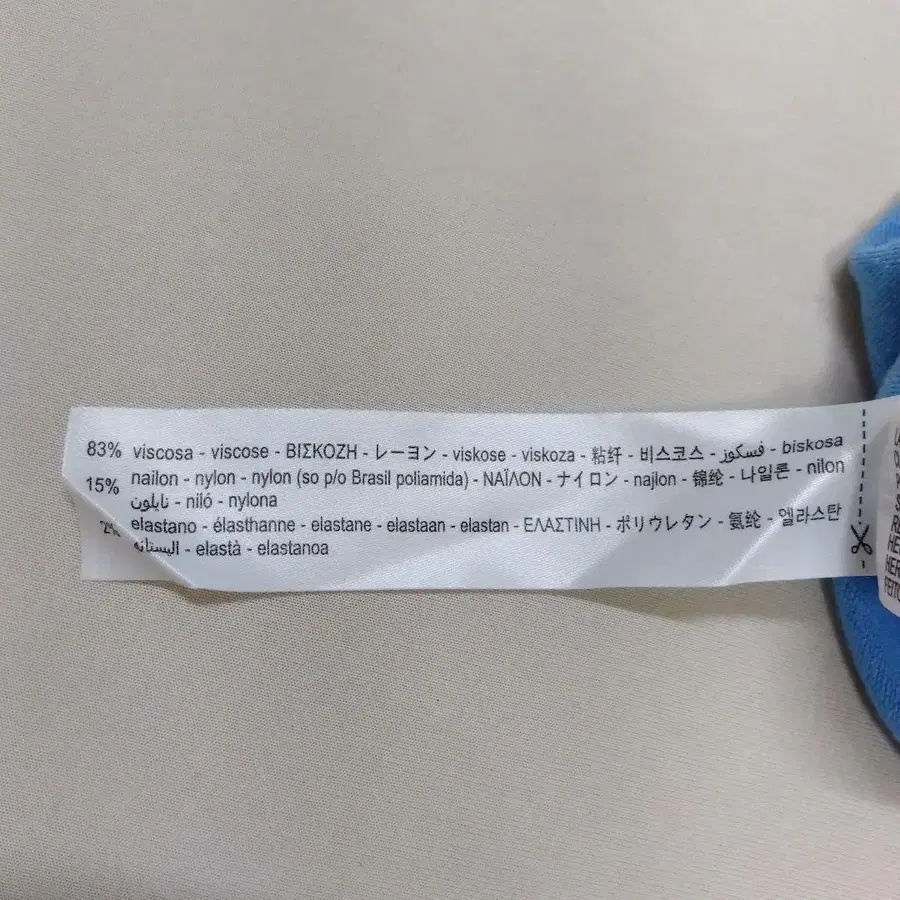 83% viscosa - viscose - ΒΙΣΚΟΖΗ - レーヨン - viskose - viskoza - 粘纤 - 비스코스 - فسكوز - biskosa
15% nailon - nylon - nylon (so p/o Brasil poliamida) - ΝΑΪΛΟΝ - ナイロン - najlon - 锦纶 - 나일론 - nilon
نايلون - niló - nylona
2% elastano - élasthanne - elastane - elastaan - elastan - ΕΛΑΣΤΙΝΗ - ポリウレタン - 氨纶 - 엘라스탄
- elastà - elastanoa